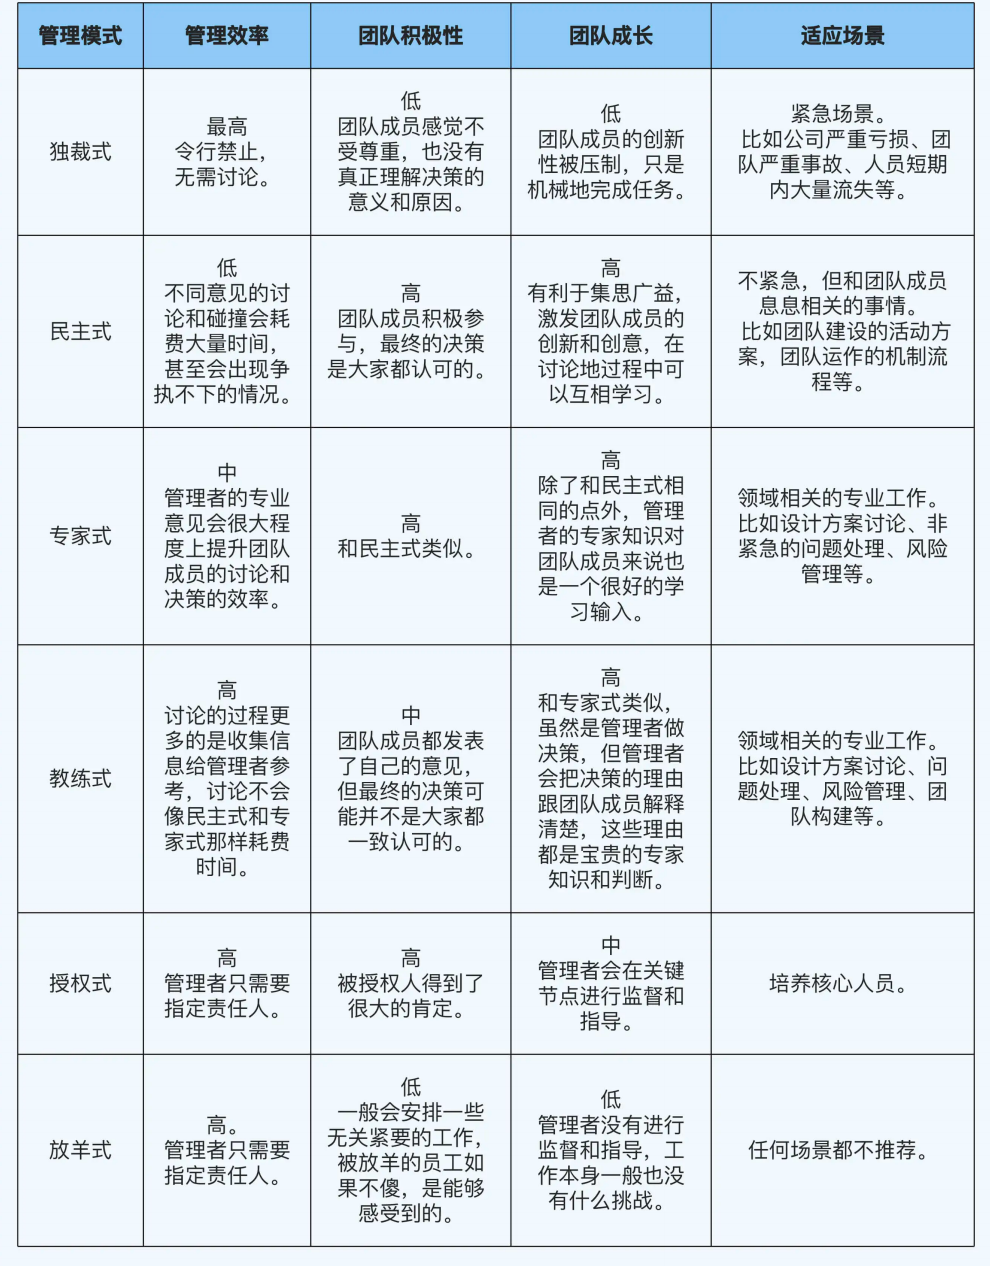 管理模式
管理效率
团队积极性
团队成长
适应场景
独裁式
最高
令行禁止，
无需讨论。
低
团队成员感觉不
受尊重，也没有
真正理解决策的
意义和原因。
低
团队成员的创新
性被压制，只是
机械地完成任务。
紧急场景。
比如公司严重亏损、团
队严重事故、人员短期
内大量流失等。
民主式
低
不同意见的讨
论和碰撞会耗
费大量时间，
甚至会出现争
执不下的情况。
高
团队成员积极参
与，最终的决策
是大家都认可的。
高
有利于集思广益，
激发团队成员的
创新和创意，在
讨论地过程中可
以互相学习。
不紧急，但和团队成员
息息相关的事情。
比如团队建设的活动方
案，团队运作的机制流
程等。
专家式
中
管理者的专业
意见会很大程
度上提升团队
成员的讨论和
决策的效率。
高
和民主式类似。
高
除了和民主式相
同的点外，管理
者的专家知识对
团队成员来说也
是一个很好的学
习输入。
领域相关的专业工作。
比如设计方案讨论、非
紧急的问题处理、风险
管理等。
教练式
高
讨论的过程更
多的是收集信
息给管理者参
考，讨论不会
像民主式和专
家式那样耗费
时间。
中
团队成员都发表
了自己的意见，
但最终的决策可
能并不是大家都
一致认可的。
高
和专家式类似，
虽然是管理者做
决策，但管理者
会把决策的理由
跟团队成员解释
清楚，这些理由
都是宝贵的专家
知识和判断。
领域相关的专业工作。
比如设计方案讨论、问
题处理、风险管理、团
队构建等。
授权式
高
管理者只需要
指定责任人。
高
被授权人得到了
很大的肯定。
中
管理者会在关键
节点进行监督和
指导。
培养核心人员。
放羊式
高。
管理者只需要
指定责任人。
低
一般会安排一些
无关紧要的工作，
被放羊的员工如
果不傻，是能够
感受到的。
低
管理者没有进行
监督和指导，工
作本身一般也没
有什么挑战。
任何场景都不推荐。